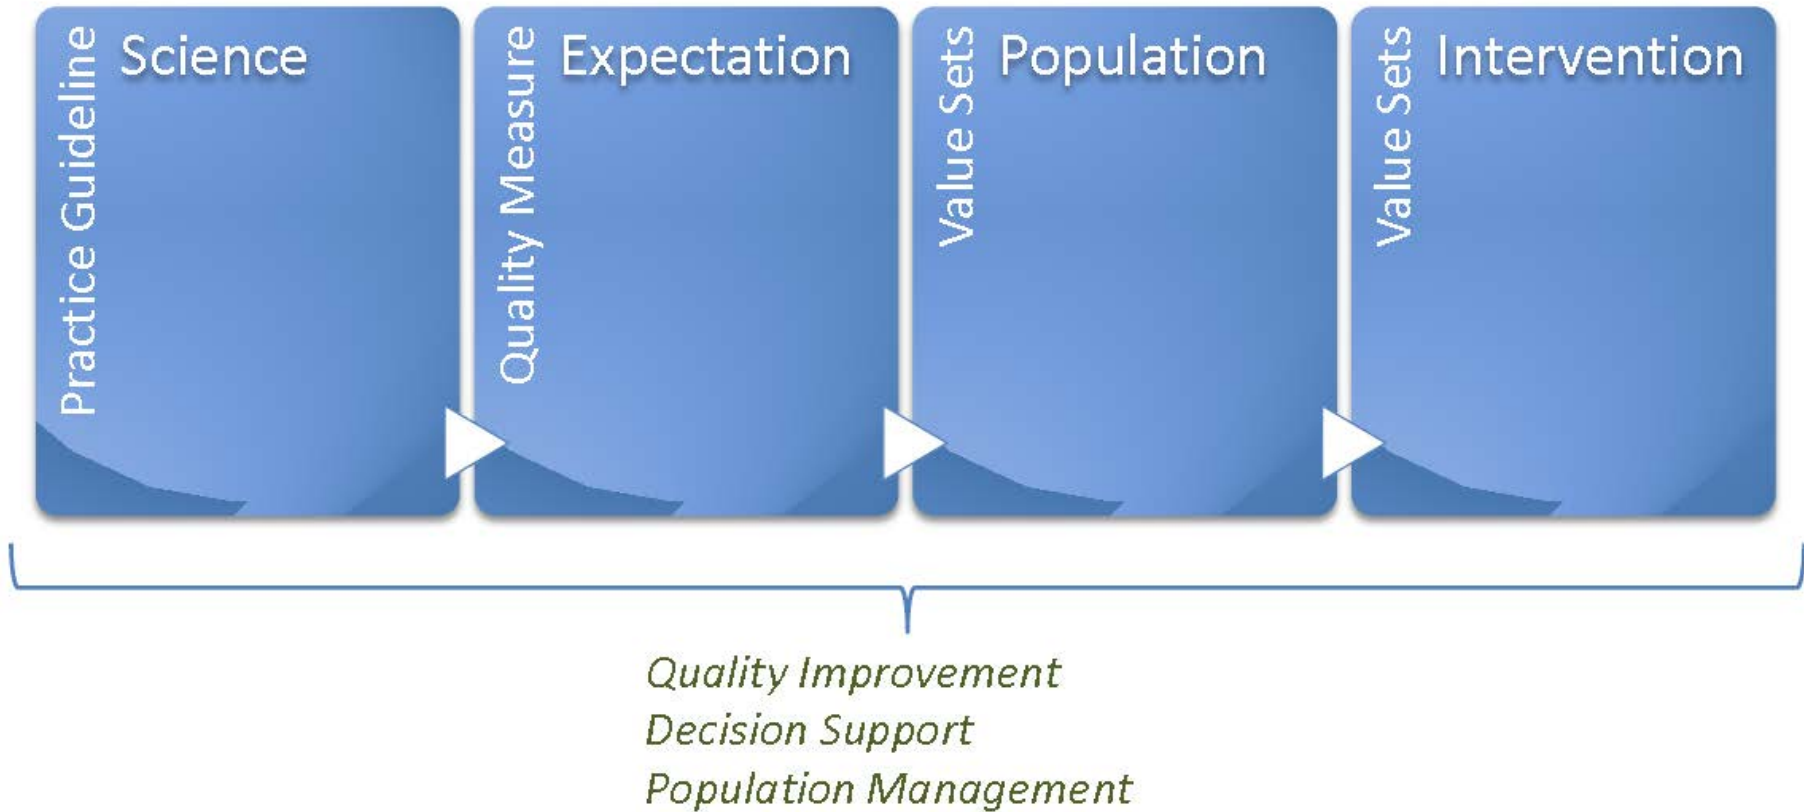 Practice Guideline
Science
Quality Measure
Expectation
Value Sets
Population
Value Sets
Intervention
Quality Improvement
Decision Support
Population Management